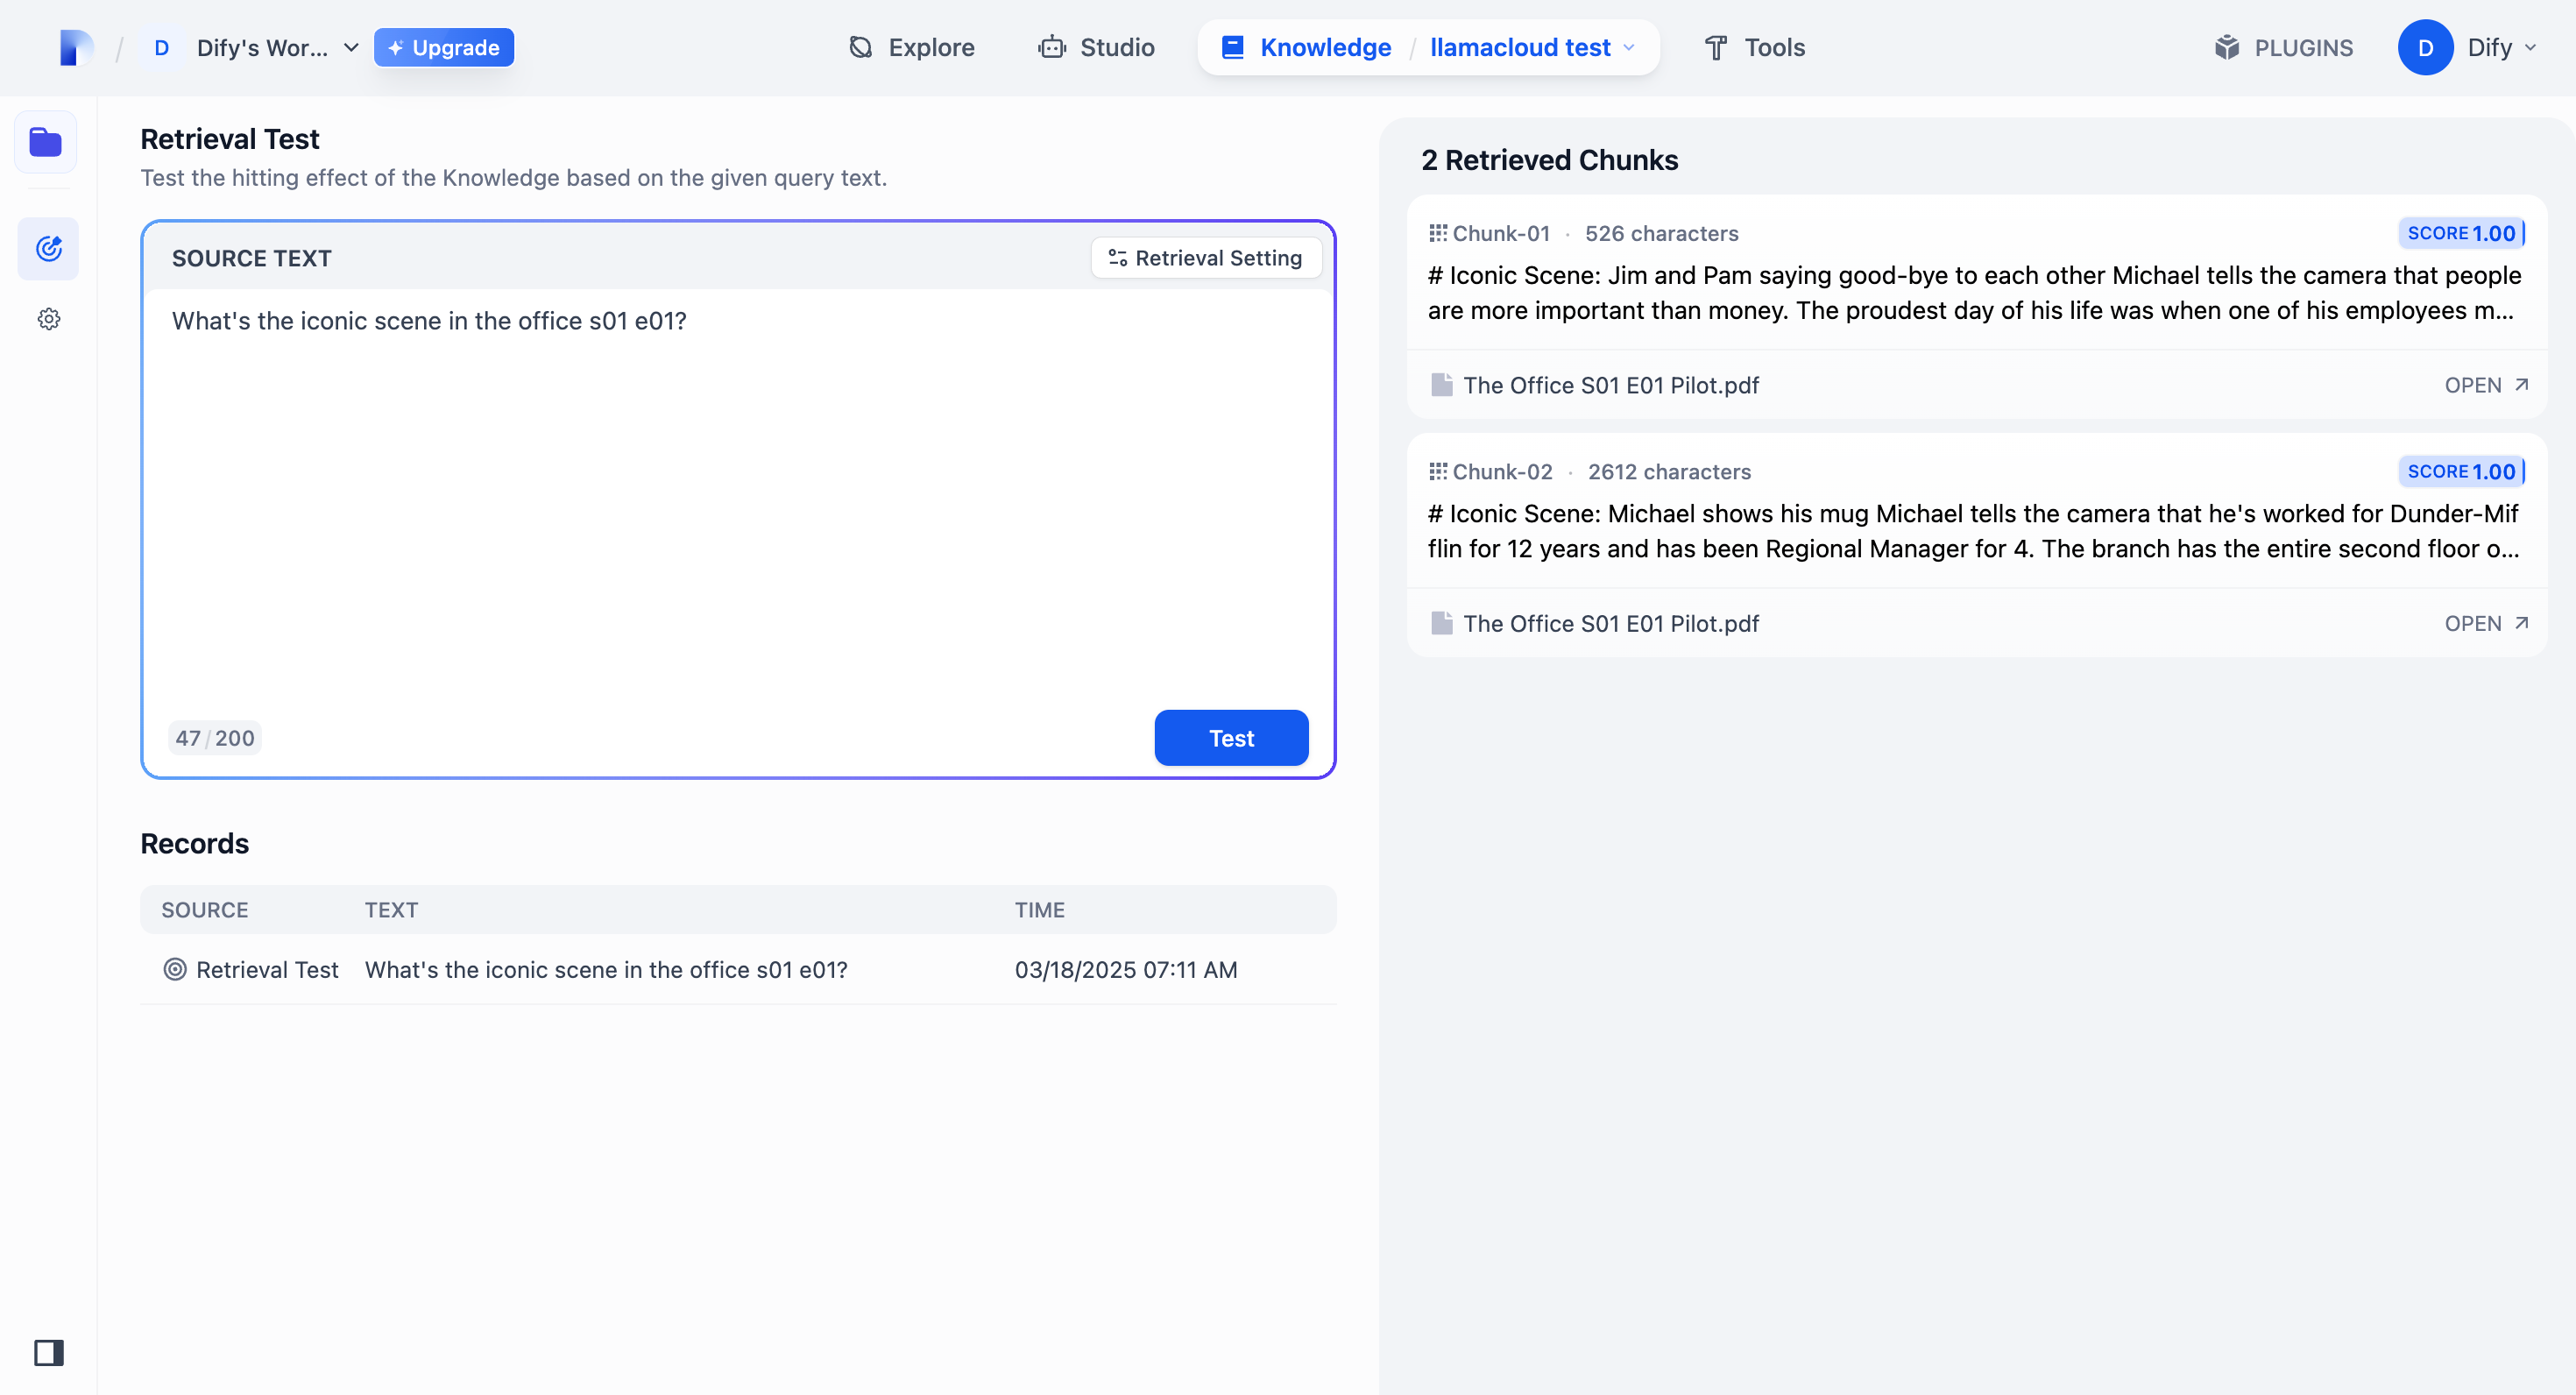 / D Dify's Wor... Upgrade
Explore
Studio
Knowledge / llamacloud test
Tools
PLUGINS
D Dify
Retrieval Test
Test the hitting effect of the Knowledge based on the given query text.
SOURCE TEXT
Retrieval Setting
What's the iconic scene in the office s01 e01?
47 / 200
Test
Records
SOURCE TEXT TIME
Retrieval Test What's the iconic scene in the office s01 e01? 03/18/2025 07:11 AM
2 Retrieved Chunks
Chunk-01 · 526 characters SCORE 1.00
# Iconic Scene: Jim and Pam saying good-bye to each other Michael tells the camera that people
are more important than money. The proudest day of his life was when one of his employees m...
The Office S01 E01 Pilot.pdf OPEN
Chunk-02 · 2612 characters SCORE 1.00
# Iconic Scene: Michael shows his mug Michael tells the camera that he's worked for Dunder-Mif
flin for 12 years and has been Regional Manager for 4. The branch has the entire second floor o...
The Office S01 E01 Pilot.pdf OPEN